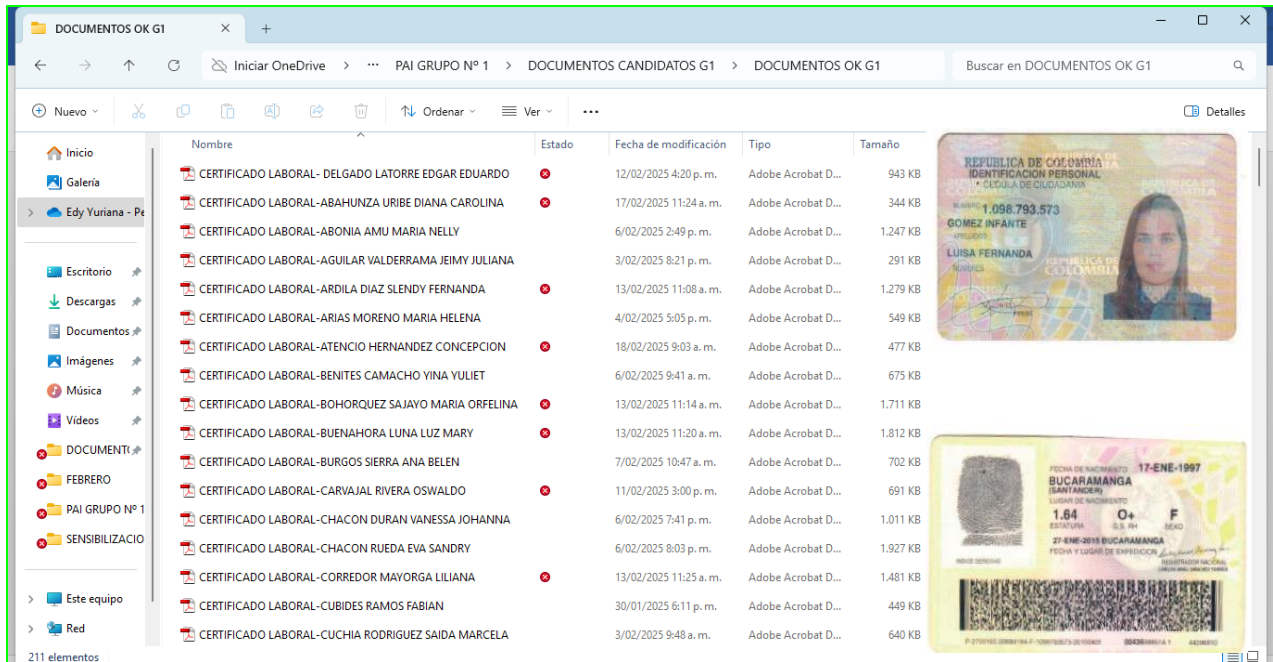 DOCUMENTOS OK G1
Iniciar OneDrive > ··· PAI GRUPO Nº 1 > DOCUMENTOS CANDIDATOS G1 > DOCUMENTOS OK G1
Buscar en DOCUMENTOS OK G1
Nuevo
Ordenar
Ver
Detalles
Inicio
Galería
Edy Yuriana - Pe
Escritorio
Descargas
Documentos
Imágenes
Música
Vídeos
DOCUMENT
FEBRERO
PAI GRUPO Nº 1
SENSIBILIZACIO
Este equipo
Red
Nombre Estado Fecha de modificación Tipo Tamaño
CERTIFICADO LABORAL- DELGADO LATORRE EDGAR EDUARDO 12/02/2025 4:20 p. m. Adobe Acrobat D... 943 KB
CERTIFICADO LABORAL-ABAHUNZA URIBE DIANA CAROLINA 17/02/2025 11:24 a. m. Adobe Acrobat D... 344 KB
CERTIFICADO LABORAL-ABONIA AMU MARIA NELLY 6/02/2025 2:49 p. m. Adobe Acrobat D... 1.247 KB
CERTIFICADO LABORAL-AGUILAR VALDERRAMA JEIMY JULIANA 3/02/2025 8:21 p. m. Adobe Acrobat D... 291 KB
CERTIFICADO LABORAL-ARDILA DIAZ SLENDY FERNANDA 13/02/2025 11:08 a. m. Adobe Acrobat D... 1.279 KB
CERTIFICADO LABORAL-ARIAS MORENO MARIA HELENA 4/02/2025 5:05 p. m. Adobe Acrobat D... 549 KB
CERTIFICADO LABORAL-ATENCIO HERNANDEZ CONCEPCION 18/02/2025 9:03 a. m. Adobe Acrobat D... 477 KB
CERTIFICADO LABORAL-BENITES CAMACHO YINA YULIET 6/02/2025 9:41 a. m. Adobe Acrobat D... 675 KB
CERTIFICADO LABORAL-BOHORQUEZ SAJAYO MARIA ORFELINA 13/02/2025 11:14 a. m. Adobe Acrobat D... 1.711 KB
CERTIFICADO LABORAL-BUENAHORA LUNA LUZ MARY 13/02/2025 11:20 a. m. Adobe Acrobat D... 1.812 KB
CERTIFICADO LABORAL-BURGOS SIERRA ANA BELEN 7/02/2025 10:47 a. m. Adobe Acrobat D... 702 KB
CERTIFICADO LABORAL-CARVAJAL RIVERA OSWALDO 11/02/2025 3:00 p. m. Adobe Acrobat D... 691 KB
CERTIFICADO LABORAL-CHACON DURAN VANESSA JOHANNA 6/02/2025 7:41 p. m. Adobe Acrobat D... 1.011 KB
CERTIFICADO LABORAL-CHACON RUEDA EVA SANDRY 6/02/2025 8:03 p. m. Adobe Acrobat D... 1.927 KB
CERTIFICADO LABORAL-CORREDOR MAYORGA LILIANA 13/02/2025 11:25 a. m. Adobe Acrobat D... 1.481 KB
CERTIFICADO LABORAL-CUBIDES RAMOS FABIAN 30/01/2025 6:11 p. m. Adobe Acrobat D... 449 KB
CERTIFICADO LABORAL-CUCHIA RODRIGUEZ SAIDA MARCELA 3/02/2025 9:48 a. m. Adobe Acrobat D... 640 KB
211 elementos
REPUBLICA DE COLOMBIA
IDENTIFICACION PERSONAL
CEDULA DE CIUDADANIA
NUMERO 1.098.793.573
GOMEZ INFANTE
APELLIDOS
LUISA FERNANDA
NOMBRES
FIRMA
FECHA DE NACIMIENTO 17-ENE-1997
BUCARAMANGA
(SANTANDER)
LUGAR DE NACIMIENTO
1.64 O+ F
ESTATURA G.S. RH SEXO
27-ENE-2015 BUCARAMANGA
FECHA Y LUGAR DE EXPEDICION
INDICE DERECHO
REGISTRADOR NACIONAL